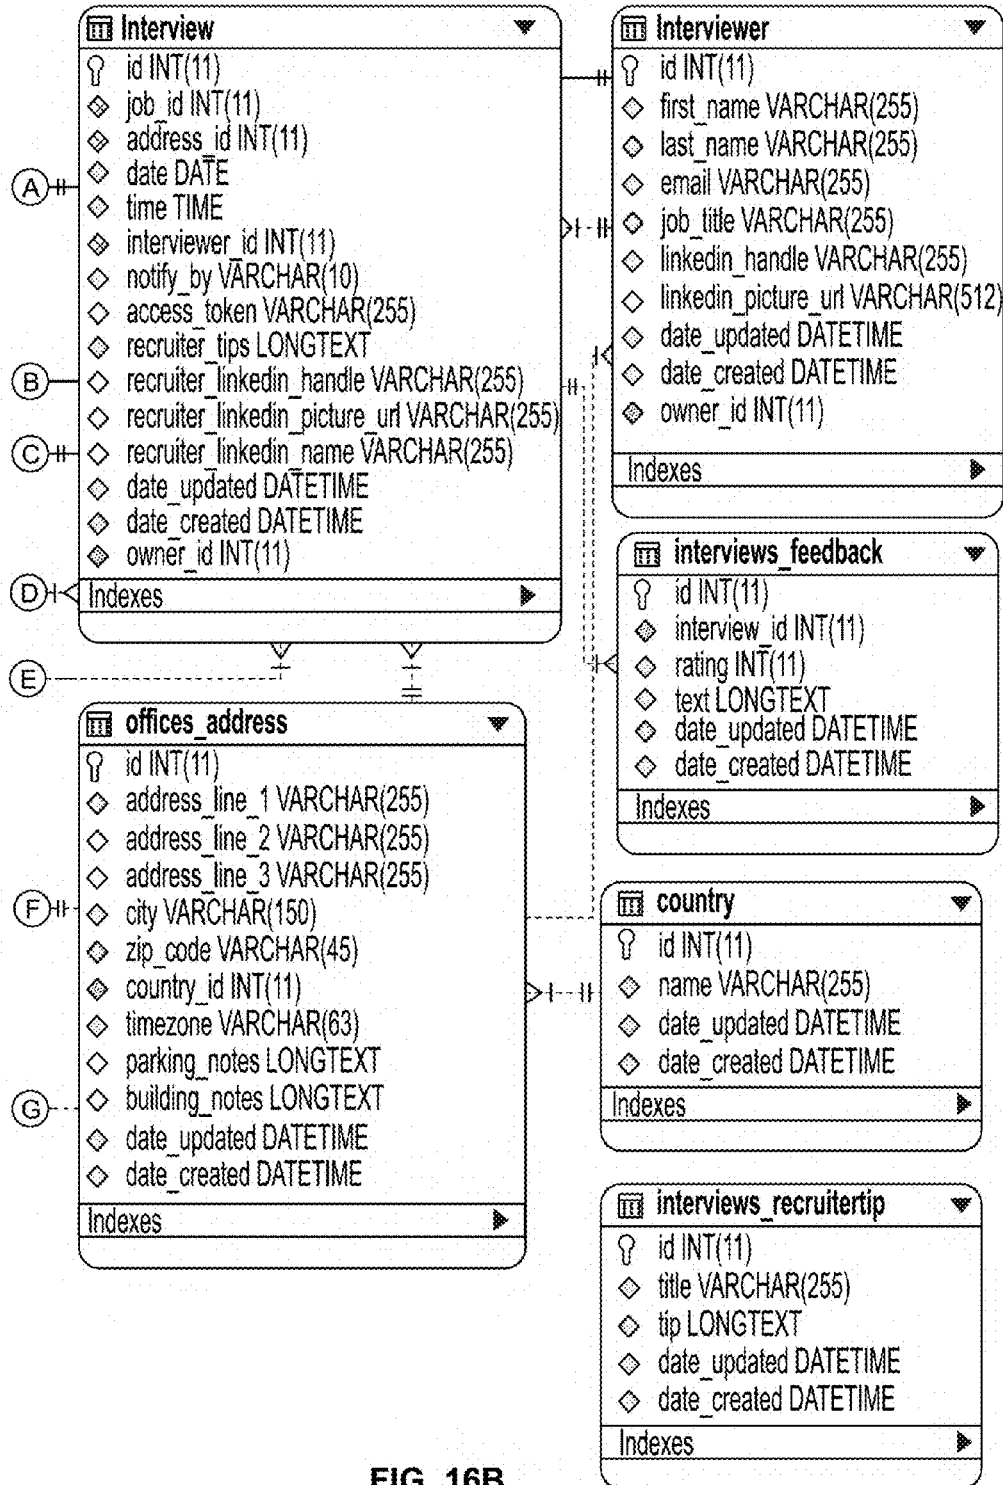 Interview
id INT(11)
job_id INT(11)
address_id INT(11)
date DATE
time TIME
interviewer_id INT(11)
notify_by VARCHAR(10)
access_token VARCHAR(255)
recruiter_tips LONGTEXT
recruiter_linkedin_handle VARCHAR(255)
recruiter_linkedin_picture_url VARCHAR(255)
recruiter_linkedin_name VARCHAR(255)
date_updated DATETIME
date_created DATETIME
owner_id INT(11)
Indexes
A
B
C
D
E
F
G
offices_address
id INT(11)
address_line_1 VARCHAR(255)
address_line_2 VARCHAR(255)
address_line_3 VARCHAR(255)
city VARCHAR(150)
zip_code VARCHAR(45)
country_id INT(11)
timezone VARCHAR(63)
parking_notes LONGTEXT
building_notes LONGTEXT
date_updated DATETIME
date_created DATETIME
Indexes
Interviewer
id INT(11)
first_name VARCHAR(255)
last_name VARCHAR(255)
email VARCHAR(255)
job_title VARCHAR(255)
linkedin_handle VARCHAR(255)
linkedin_picture_url VARCHAR(512)
date_updated DATETIME
date_created DATETIME
owner_id INT(11)
Indexes
interviews_feedback
id INT(11)
interview_id INT(11)
rating INT(11)
text LONGTEXT
date_updated DATETIME
date_created DATETIME
Indexes
country
id INT(11)
name VARCHAR(255)
date_updated DATETIME
date_created DATETIME
Indexes
interviews_recruitertip
id INT(11)
title VARCHAR(255)
tip LONGTEXT
date_updated DATETIME
date_created DATETIME
Indexes
FIG. 16B